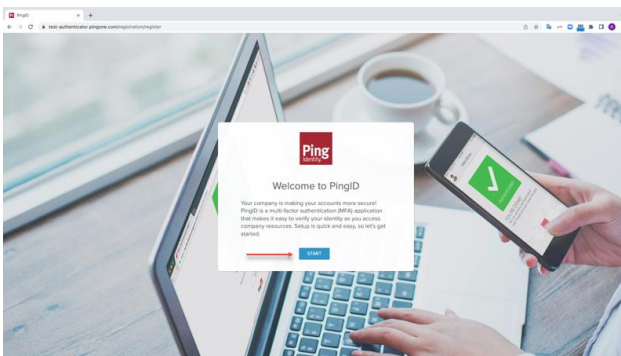 PingID
test-authenticator.pingone.com/registration/register
Ping
Identity
Welcome to PingID
Your company is making your accounts more secure!
PingID is a multi-factor authentication (MFA) application
that makes it easy to verify your identity as you access
company resources. Setup is quick and easy, so let's get
started.
START